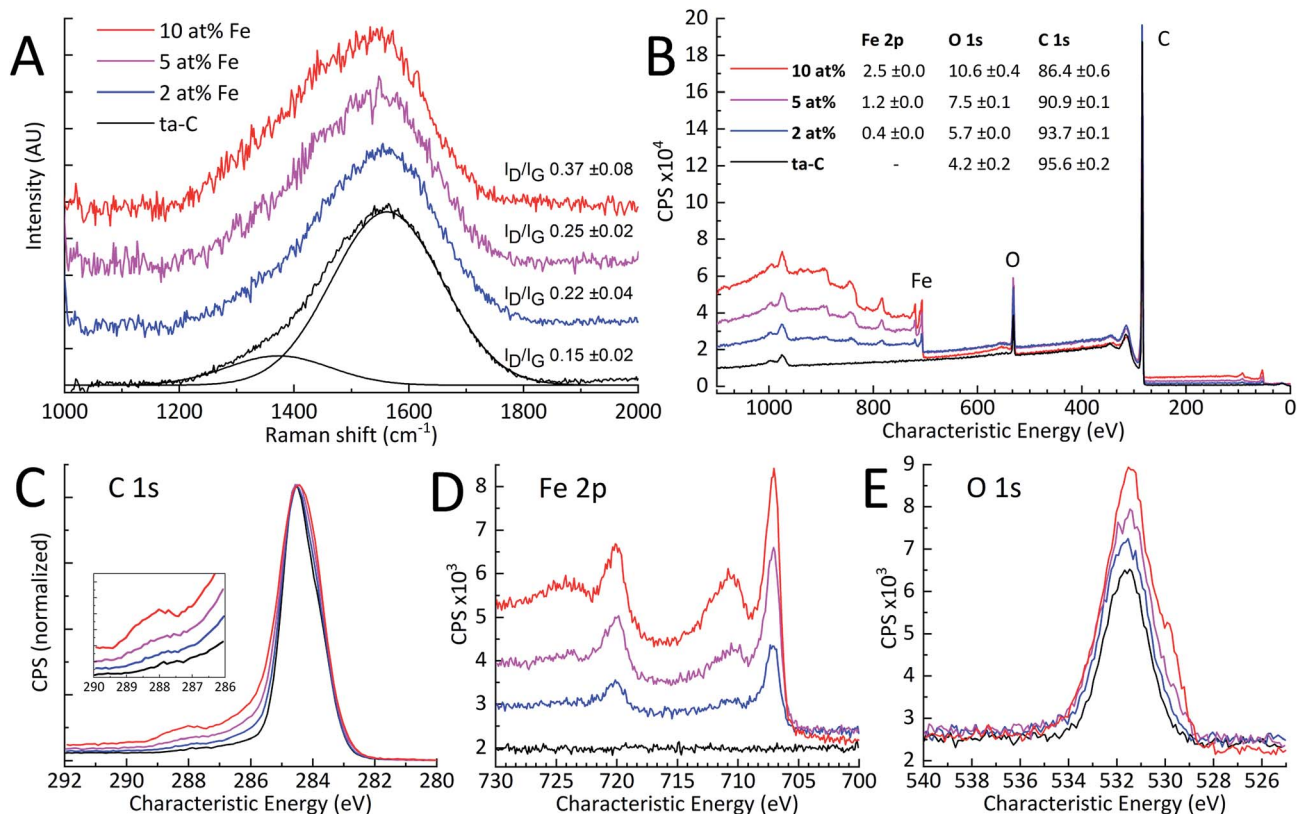 A
10 at% Fe
5 at% Fe
2 at% Fe
ta-C
I_D/I_G 0.37 ±0.08
I_D/I_G 0.25 ±0.02
I_D/I_G 0.22 ±0.04
I_D/I_G 0.15 ±0.02
Intensity (AU)
1000 1200 1400 1600 1800 2000
Raman shift (cm⁻¹)
B
Fe 2p O 1s C 1s
10 at% 2.5 ±0.0 10.6 ±0.4 86.4 ±0.6
5 at% 1.2 ±0.0 7.5 ±0.1 90.9 ±0.1
2 at% 0.4 ±0.0 5.7 ±0.0 93.7 ±0.1
ta-C - 4.2 ±0.2 95.6 ±0.2
C
O
Fe
CPS x10⁴
20
18
16
14
12
10
8
6
4
2
0
1000 800 600 400 200 0
Characteristic Energy (eV)
C
C 1s
CPS (normalized)
290 289 288 287 286
292 290 288 286 284 282 280
Characteristic Energy (eV)
D
Fe 2p
CPS x10³
8
7
6
5
4
3
2
730 725 720 715 710 705 700
Characteristic Energy (eV)
E
O 1s
CPS x10³
9
8
7
6
5
4
3
2
540 538 536 534 532 530 528 526
Characteristic Energy (eV)